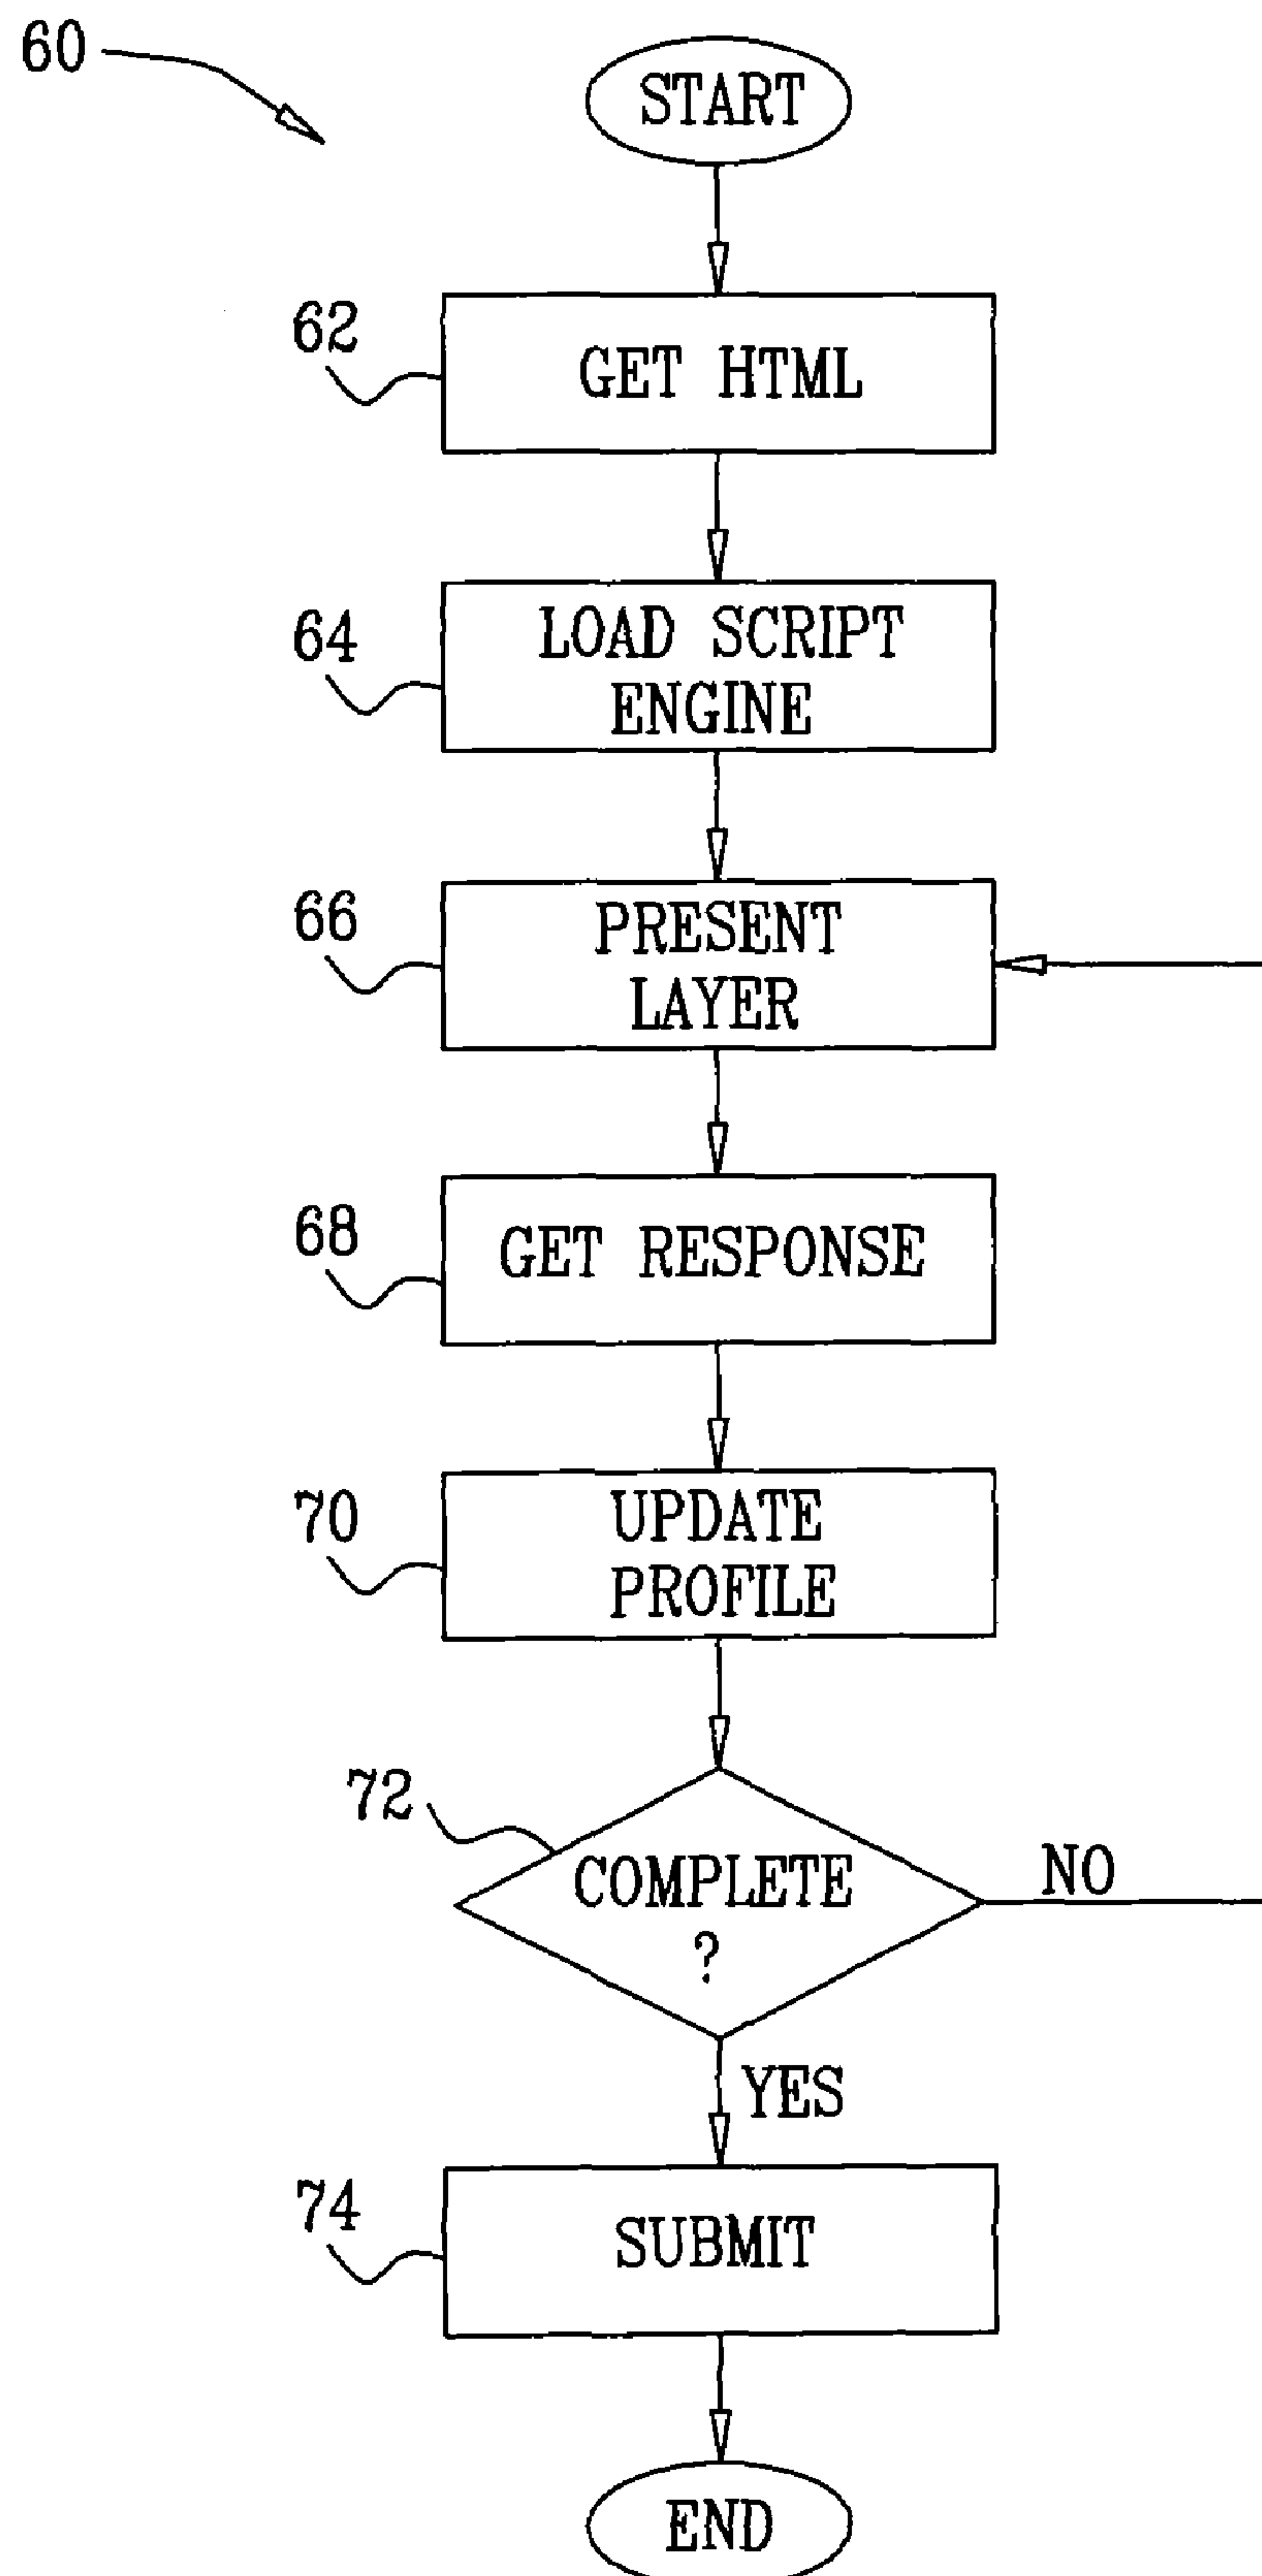 60
START
62
GET HTML
64
LOAD SCRIPT
ENGINE
66
PRESENT
LAYER
68
GET RESPONSE
70
UPDATE
PROFILE
72
COMPLETE
?
NO
YES
74
SUBMIT
END